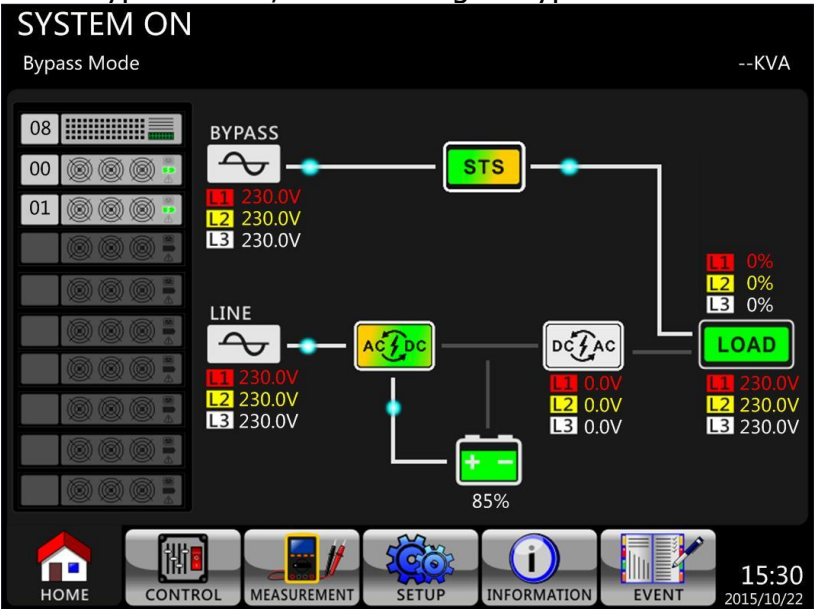 SYSTEM ON
Bypass Mode
--KVA
08
00
01
BYPASS
L1 230.0V
L2 230.0V
L3 230.0V
STS
L1 0%
L2 0%
L3 0%
LINE
AC DC
DC AC
LOAD
L1 230.0V
L2 230.0V
L3 230.0V
L1 0.0V
L2 0.0V
L3 0.0V
L1 230.0V
L2 230.0V
L3 230.0V
+ -
85%
HOME
CONTROL
MEASUREMENT
SETUP
INFORMATION
EVENT
15:30
2015/10/22